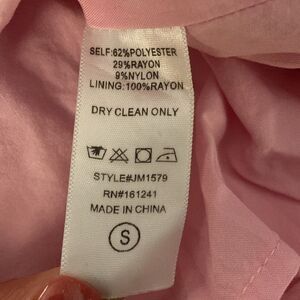 SELF:62%POLYESTER
29%RAYON
9%NYLON
LINING:100%RAYON
DRY CLEAN ONLY
STYLE#JM1579
RN#161241
MADE IN CHINA
S